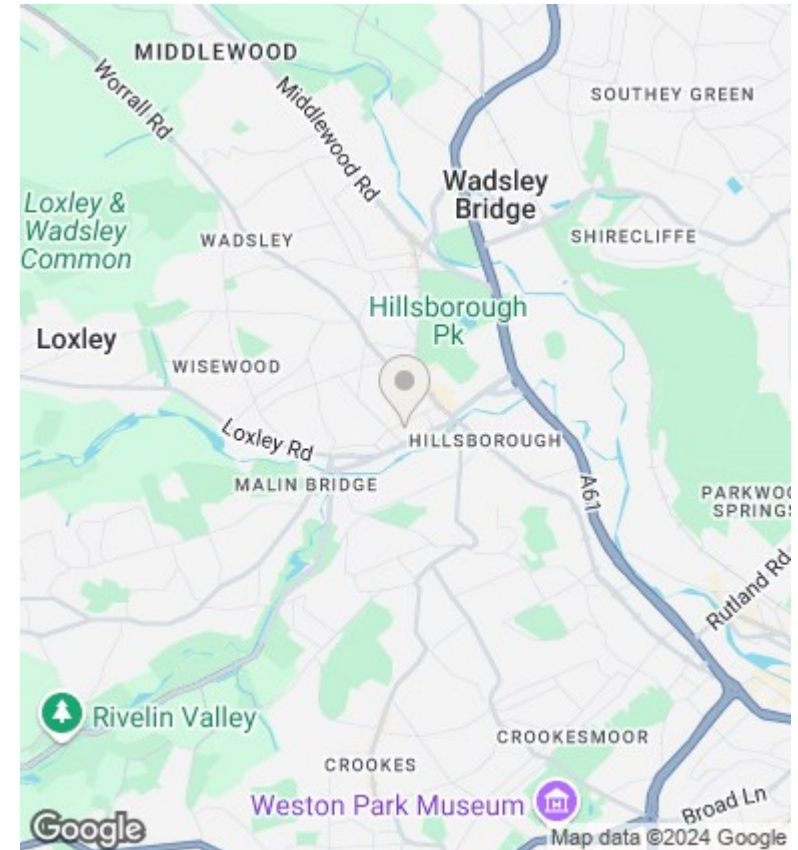 MIDDLEWOOD
Worrall Rd
Middlewood Rd
SOUTHEY GREEN
Wadsley
Bridge
Loxley &
Wadsley
Common
WADSLEY
SHIRECLIFFE
Hillsborough
Pk
Loxley
WISEWOOD
Loxley Rd
HILLSBOROUGH
MALIN BRIDGE
A61
PARKWOO
SPRINGS
Rutland Rd
Rivelin Valley
CROOKESMOOR
CROOKES
Weston Park Museum
Broad Ln
Google
Map data ©2024 Google